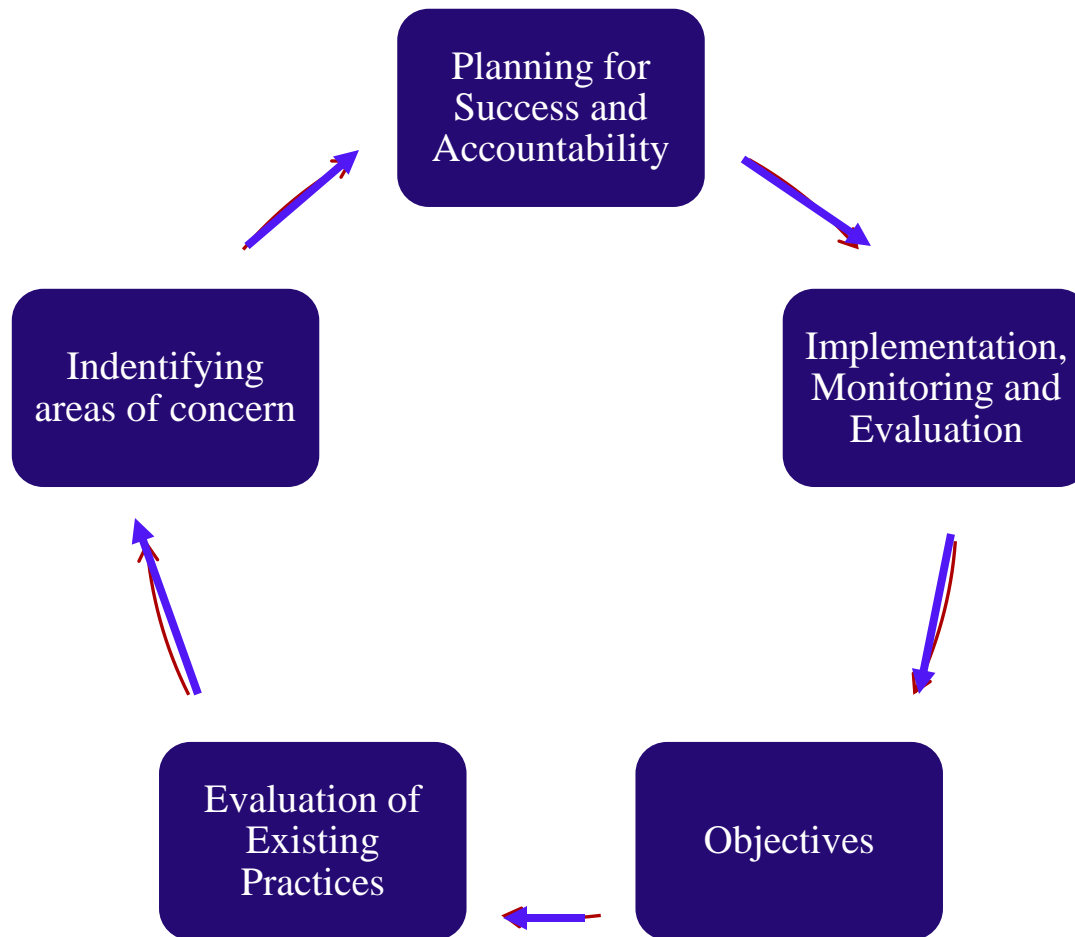 Planning for
Success and
Accountability
Implementation,
Monitoring and
Evaluation
Objectives
Evaluation of
Existing
Practices
Indentifying
areas of concern